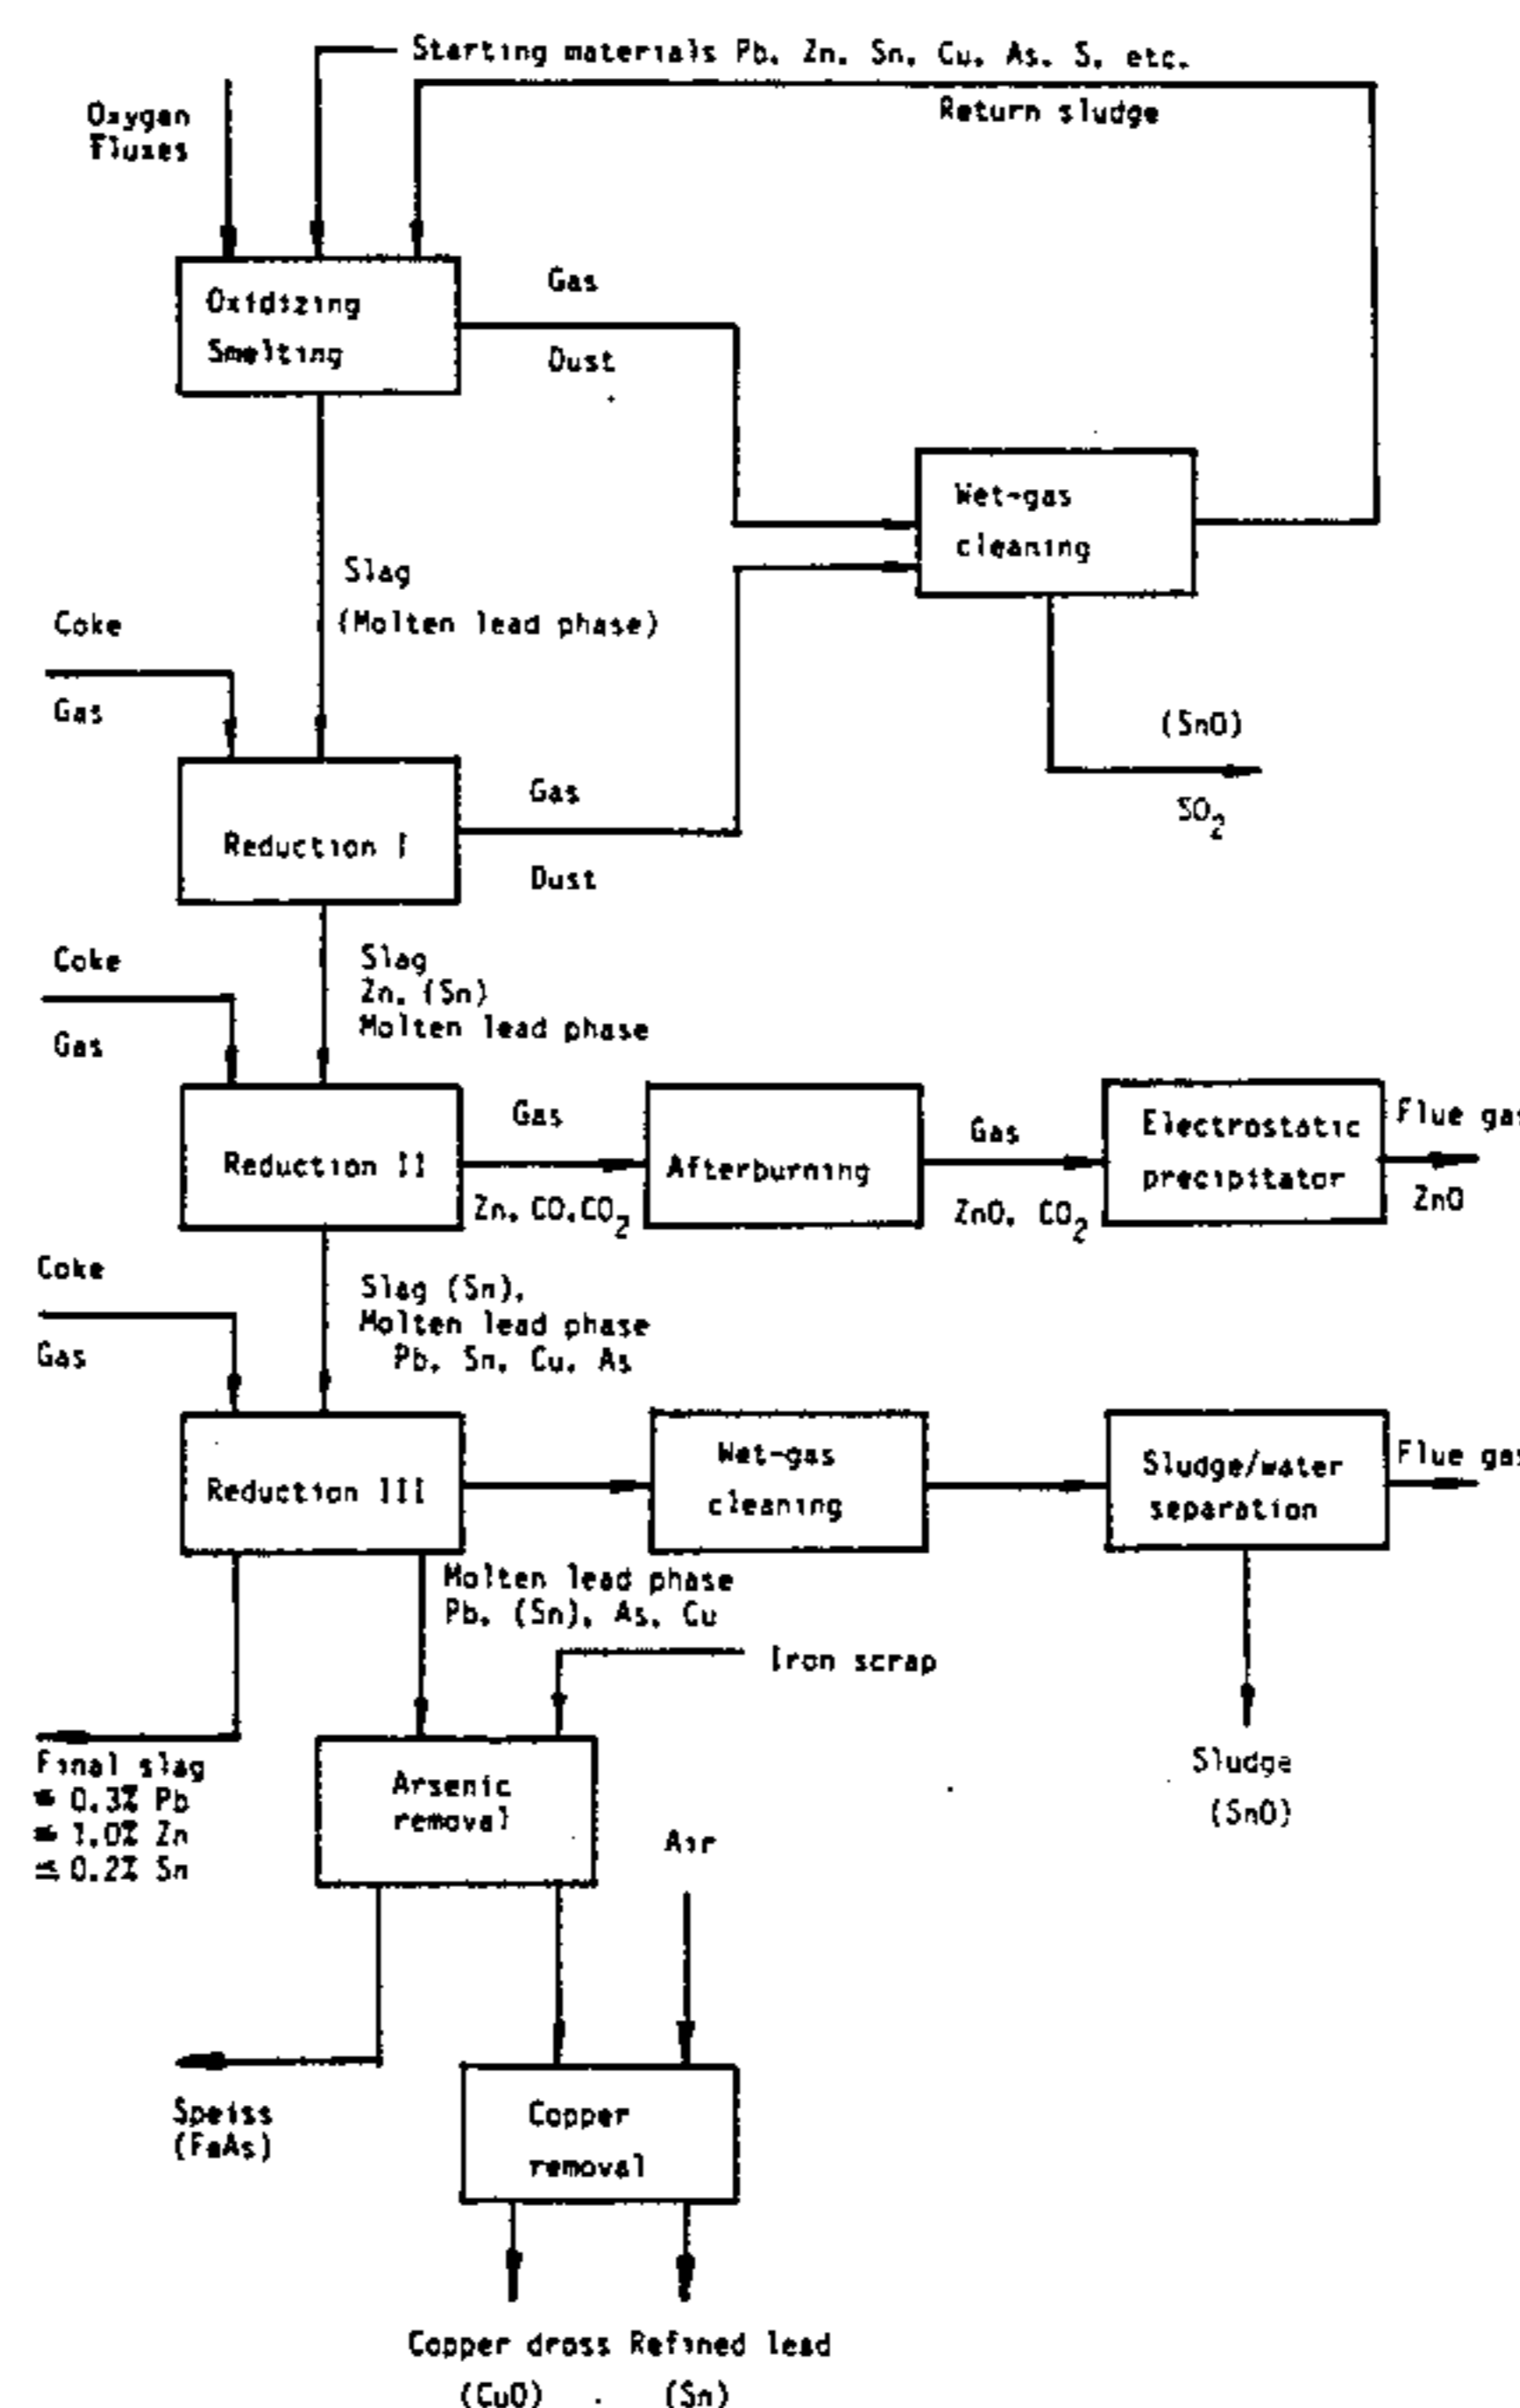 Starting materials Pb, Zn, Sn, Cu, As, S, etc.
Return sludge
Oxygen
Fluxes
Oxidizing
Smelting
Gas
Dust
Wet-gas
cleaning
Slag
(Molten lead phase)
Coke
Gas
(SnO)
SO2
Reduction I
Gas
Dust
Coke
Gas
Slag
Zn, (Sn)
Molten lead phase
Reduction II
Gas
Zn, CO,CO2
Afterburning
Gas
ZnO, CO2
Electrostatic
precipitator
Flue gas
ZnO
Coke
Gas
Slag (Sn),
Molten lead phase
Pb, Sn, Cu, As
Reduction III
Wet-gas
cleaning
Sludge/water
separation
Flue gas
Molten lead phase
Pb, (Sn), As, Cu
Iron scrap
Final slag
0.3% Pb
1.0% Zn
≤ 0.2% Sn
Arsenic
removal
Air
Sludge
(SnO)
Speiss
(FeAs)
Copper
removal
Copper dross Refined lead
(CuO) (Sn)